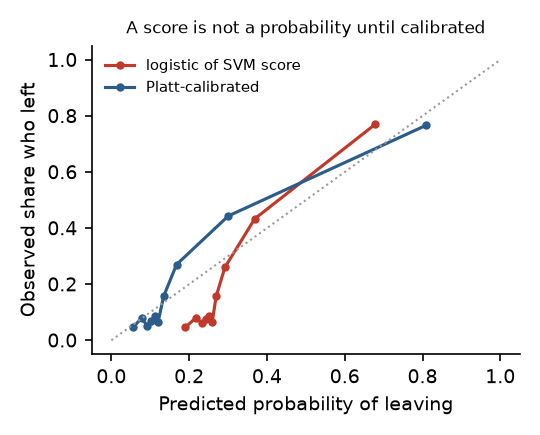 A score is not a probability until calibrated
logistic of SVM score
Platt-calibrated
Observed share who left
1.0
0.8
0.6
0.4
0.2
0.0
0.0 0.2 0.4 0.6 0.8 1.0
Predicted probability of leaving